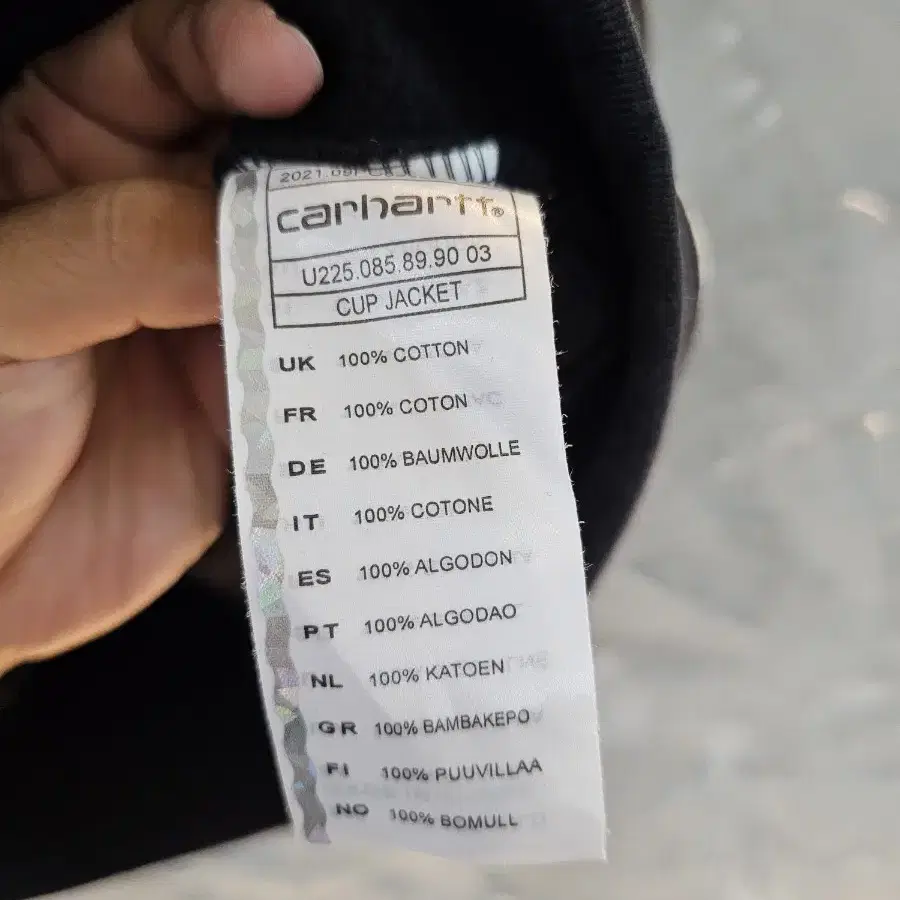 carhartt®
U225.085.89.90 03
CUP JACKET
UK 100% COTTON
FR 100% COTON
DE 100% BAUMWOLLE
IT 100% COTONE
ES 100% ALGODON
PT 100% ALGODAO
NL 100% KATOEN
GR 100% BAMBAKEPO
FI 100% PUUVILLAA
NO 100% BOMULL